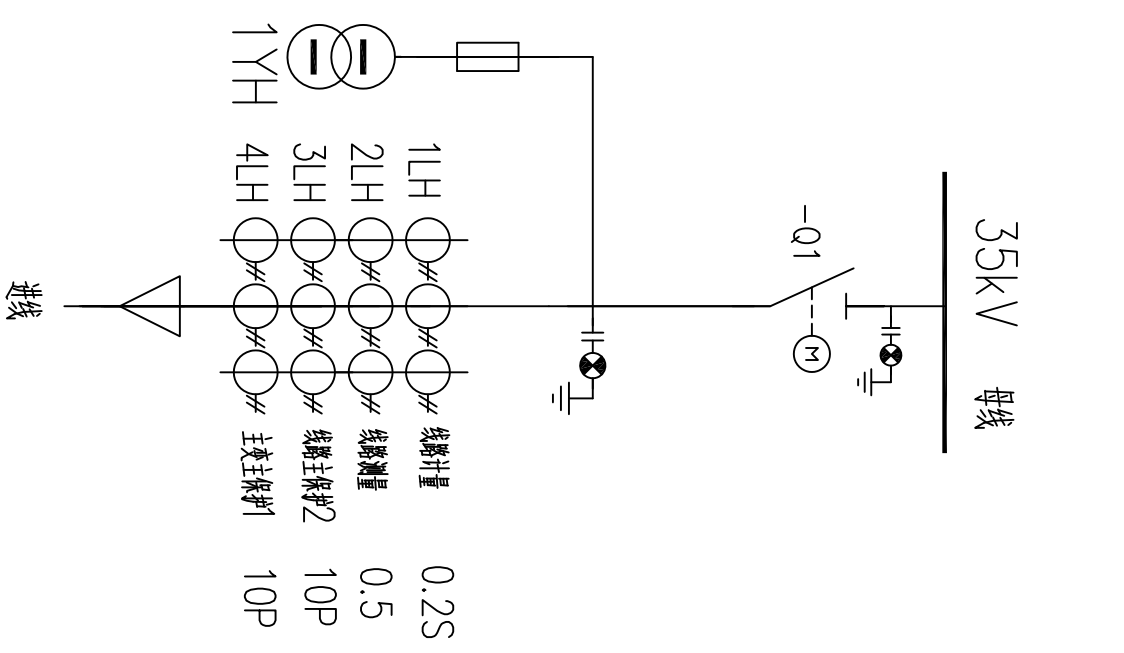 35kV 母线
-Q1
M
1YH
1LH 线路计量 0.2S
2LH 线路测量 0.5
3LH 线路主保护2 10P
4LH 主变主保护1 10P
进线